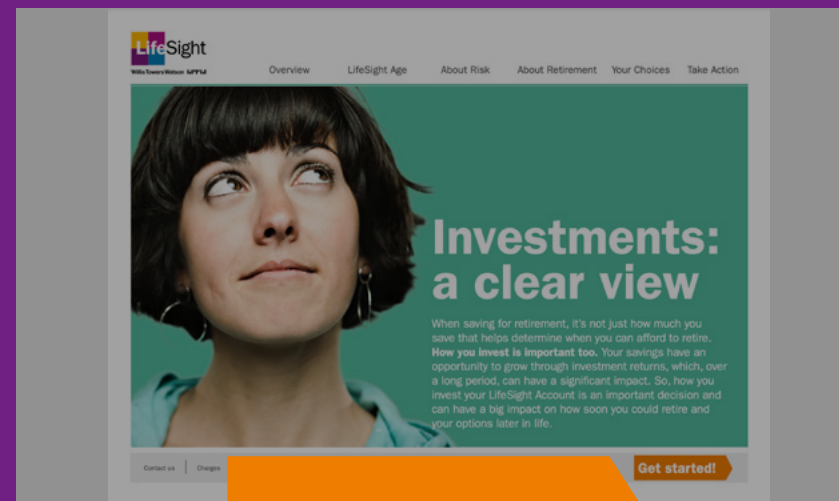 LifeSight
Willis Towers Watson
Overview LifeSight Age About Risk About Retirement Your Choices Take Action
Investments:
a clear view
When saving for retirement, it's not just how much you
save that helps determine when you can afford to retire.
How you invest is important too. Your savings have an
opportunity to grow through investment returns, which, over
a long period, can have a significant impact. So, how you
invest your LifeSight Account is an important decision and
can have a big impact on how soon you could retire and
your options later in life.
Contact us | Charges
Get started!